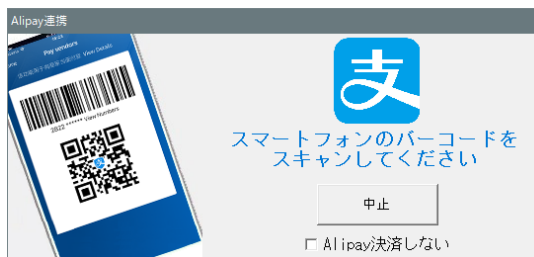 Alipay連携
Pay vendors
View Details
2822 ****** View Numbers
支
スマートフォンのバーコードを
スキャンしてください
中止
Alipay決済しない